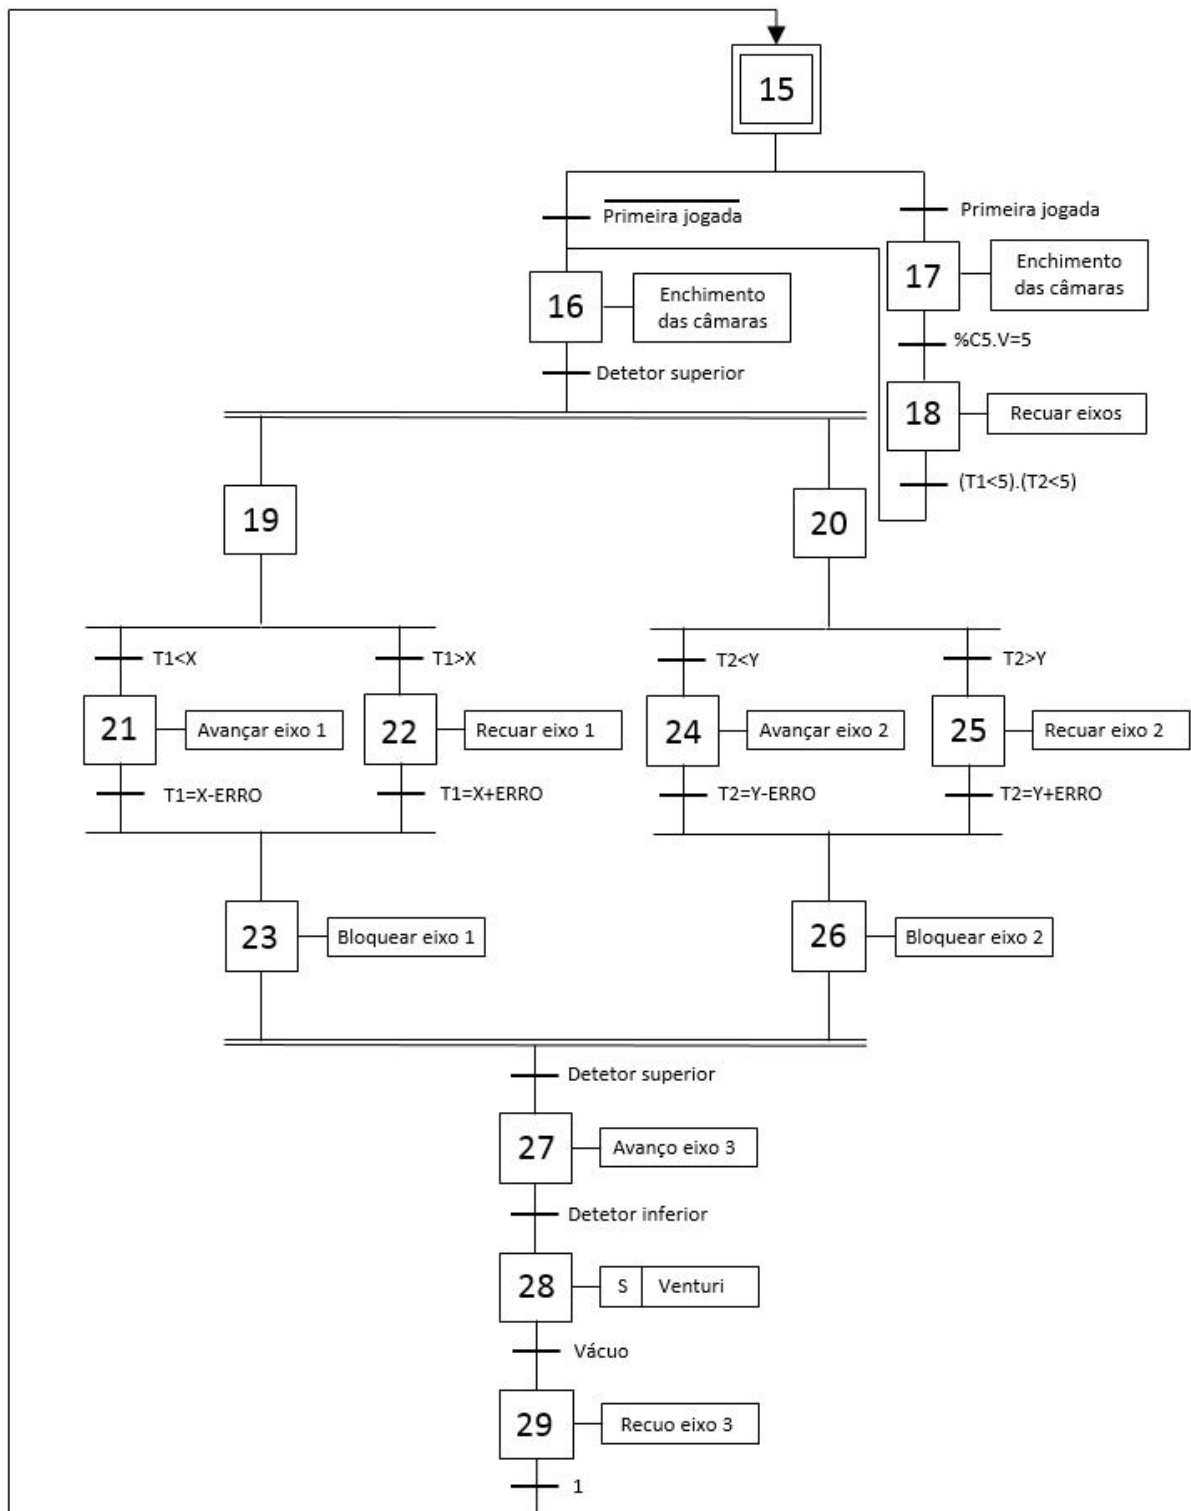 15
Primeira jogada
Primeira jogada
17
Enchimento
das câmaras
16
Enchimento
das câmaras
%C5.V=5
Detetor superior
18
Recuar eixos
(T1<5).(T2<5)
19
20
T1<X
T1>X
T2<Y
T2>Y
21
Avançar eixo 1
22
Recuar eixo 1
24
Avançar eixo 2
25
Recuar eixo 2
T1=X-ERRO
T1=X+ERRO
T2=Y-ERRO
T2=Y+ERRO
23
Bloquear eixo 1
26
Bloquear eixo 2
Detetor superior
27
Avanço eixo 3
Detetor inferior
28
S
Venturi
Vácuo
29
Recuo eixo 3
1